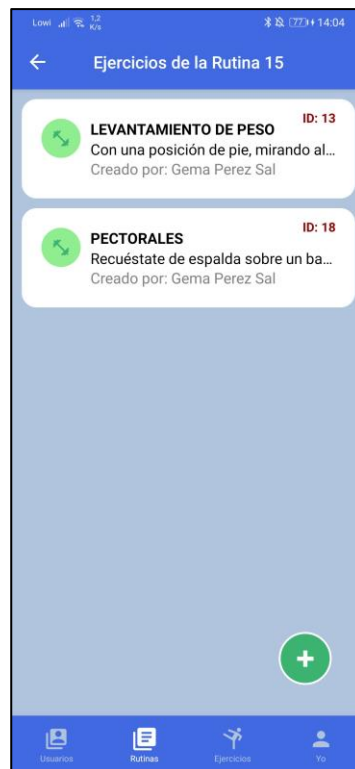 Lowi 1,2 K/s 77 14:04
Ejercicios de la Rutina 15
ID: 13
LEVANTAMIENTO DE PESO
Con una posición de pie, mirando al...
Creado por: Gema Perez Sal
ID: 18
PECTORALES
Recuéstate de espalda sobre un ba...
Creado por: Gema Perez Sal
+
Usuarios Rutinas Ejercicios Yo